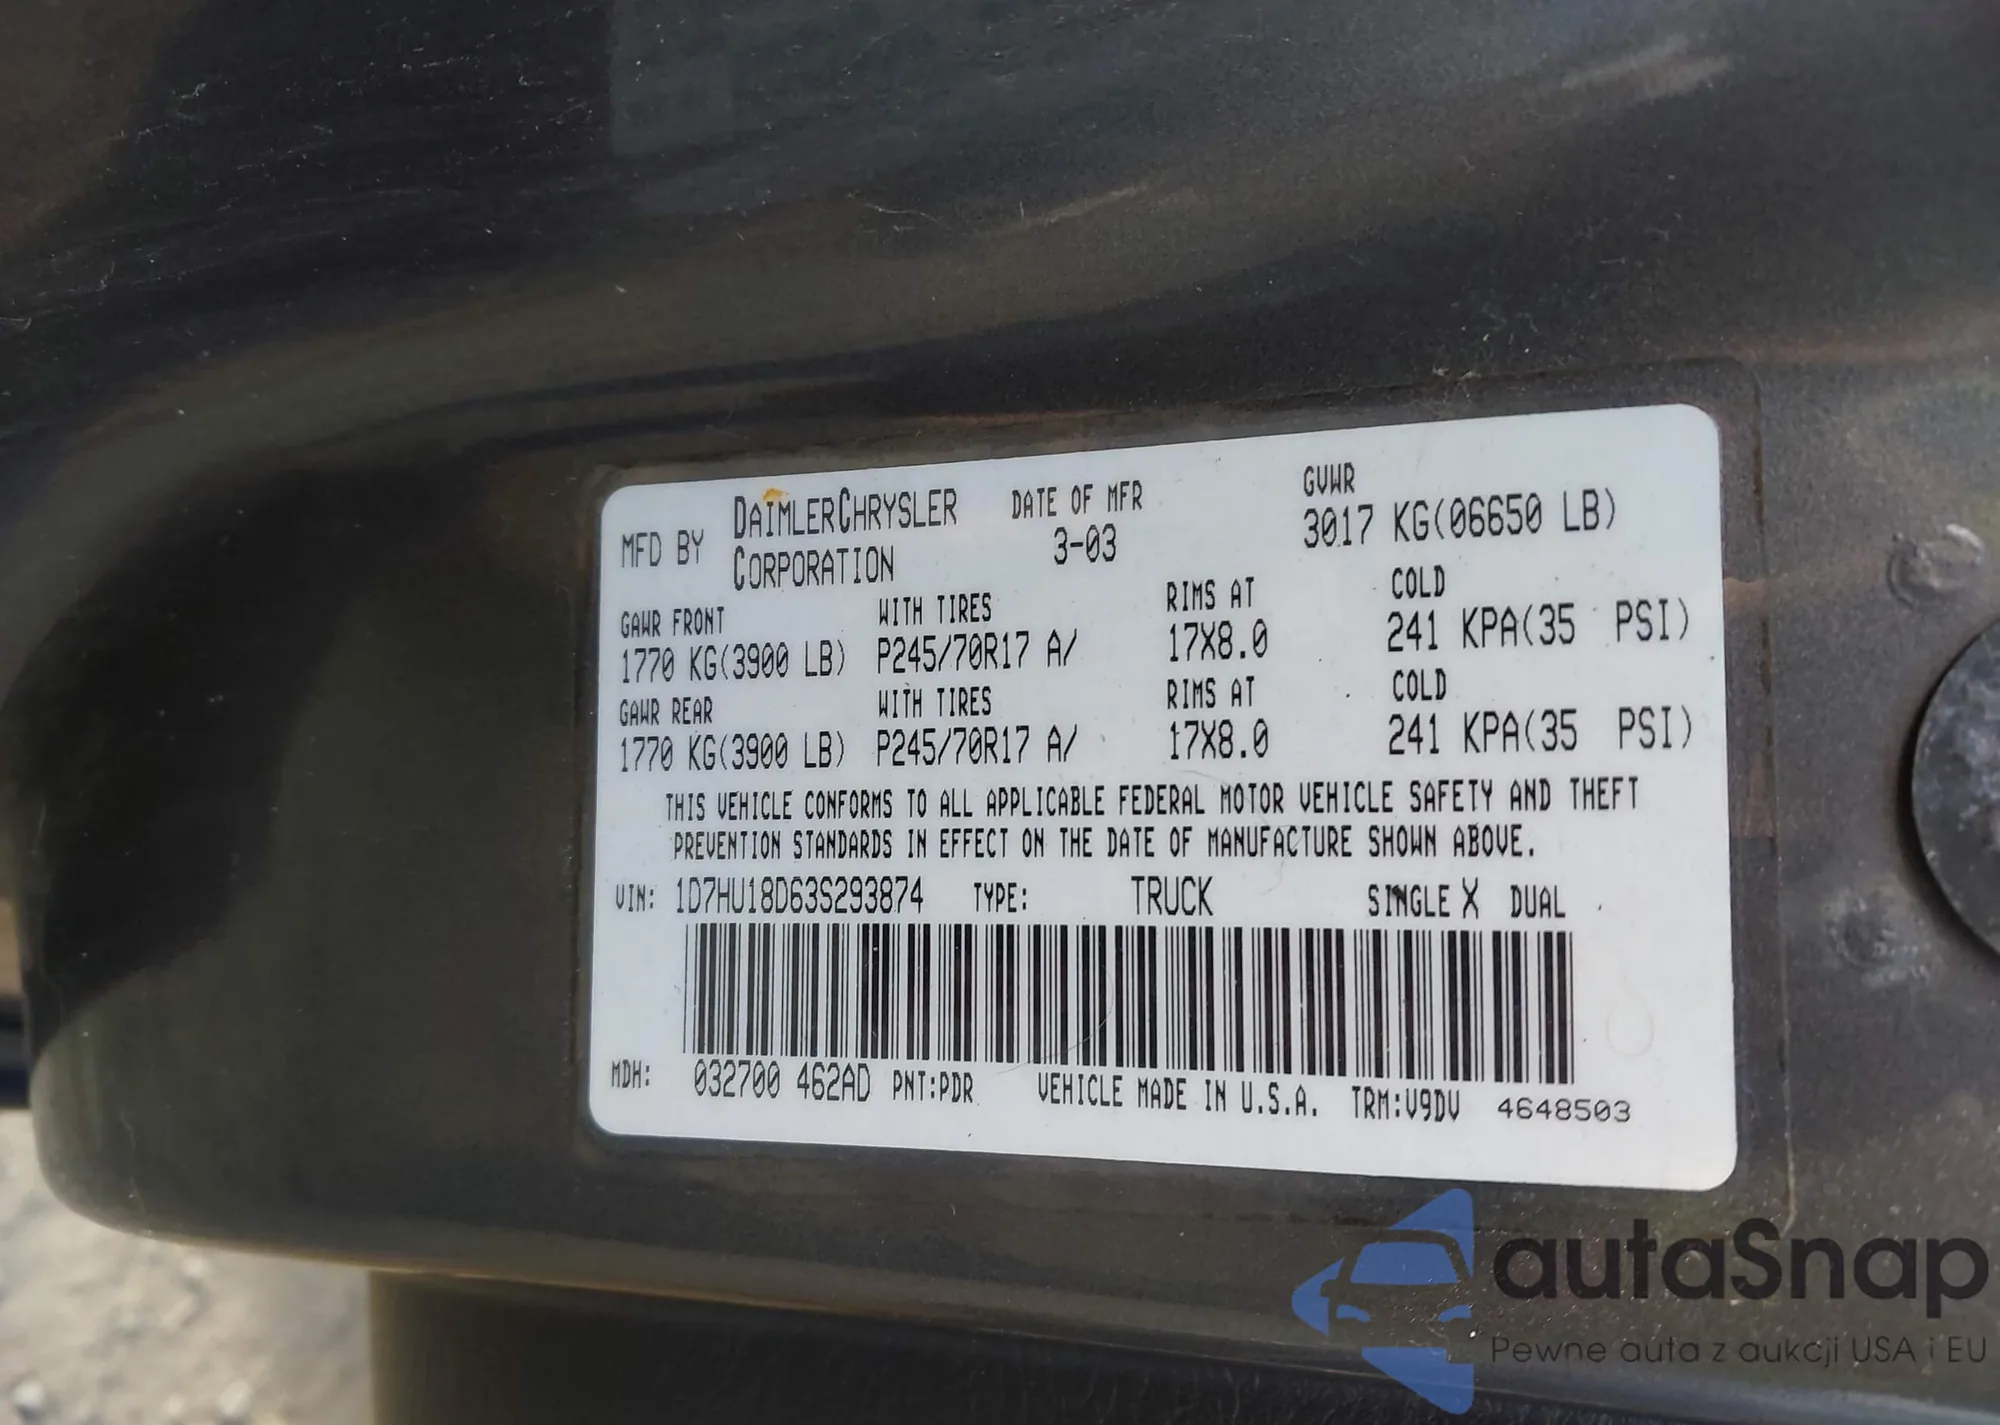 MFD BY DAIMLERCHRYSLER CORPORATION DATE OF MFR 3-03 GVWR 3017 KG(06650 LB)
GAWR FRONT WITH TIRES RIMS AT COLD
1770 KG(3900 LB) P245/70R17 A/ 17X8.0 241 KPA(35 PSI)
GAWR REAR WITH TIRES RIMS AT COLD
1770 KG(3900 LB) P245/70R17 A/ 17X8.0 241 KPA(35 PSI)
THIS VEHICLE CONFORMS TO ALL APPLICABLE FEDERAL MOTOR VEHICLE SAFETY AND THEFT
PREVENTION STANDARDS IN EFFECT ON THE DATE OF MANUFACTURE SHOWN ABOVE.
VIN: 1D7HU18D63S293874 TYPE: TRUCK SINGLE X DUAL
MDH: 032700 462AD PNT:PDR VEHICLE MADE IN U.S.A. TRM:V9DV 4648503
autaSnap
Pewne auta z aukcji USA i EU